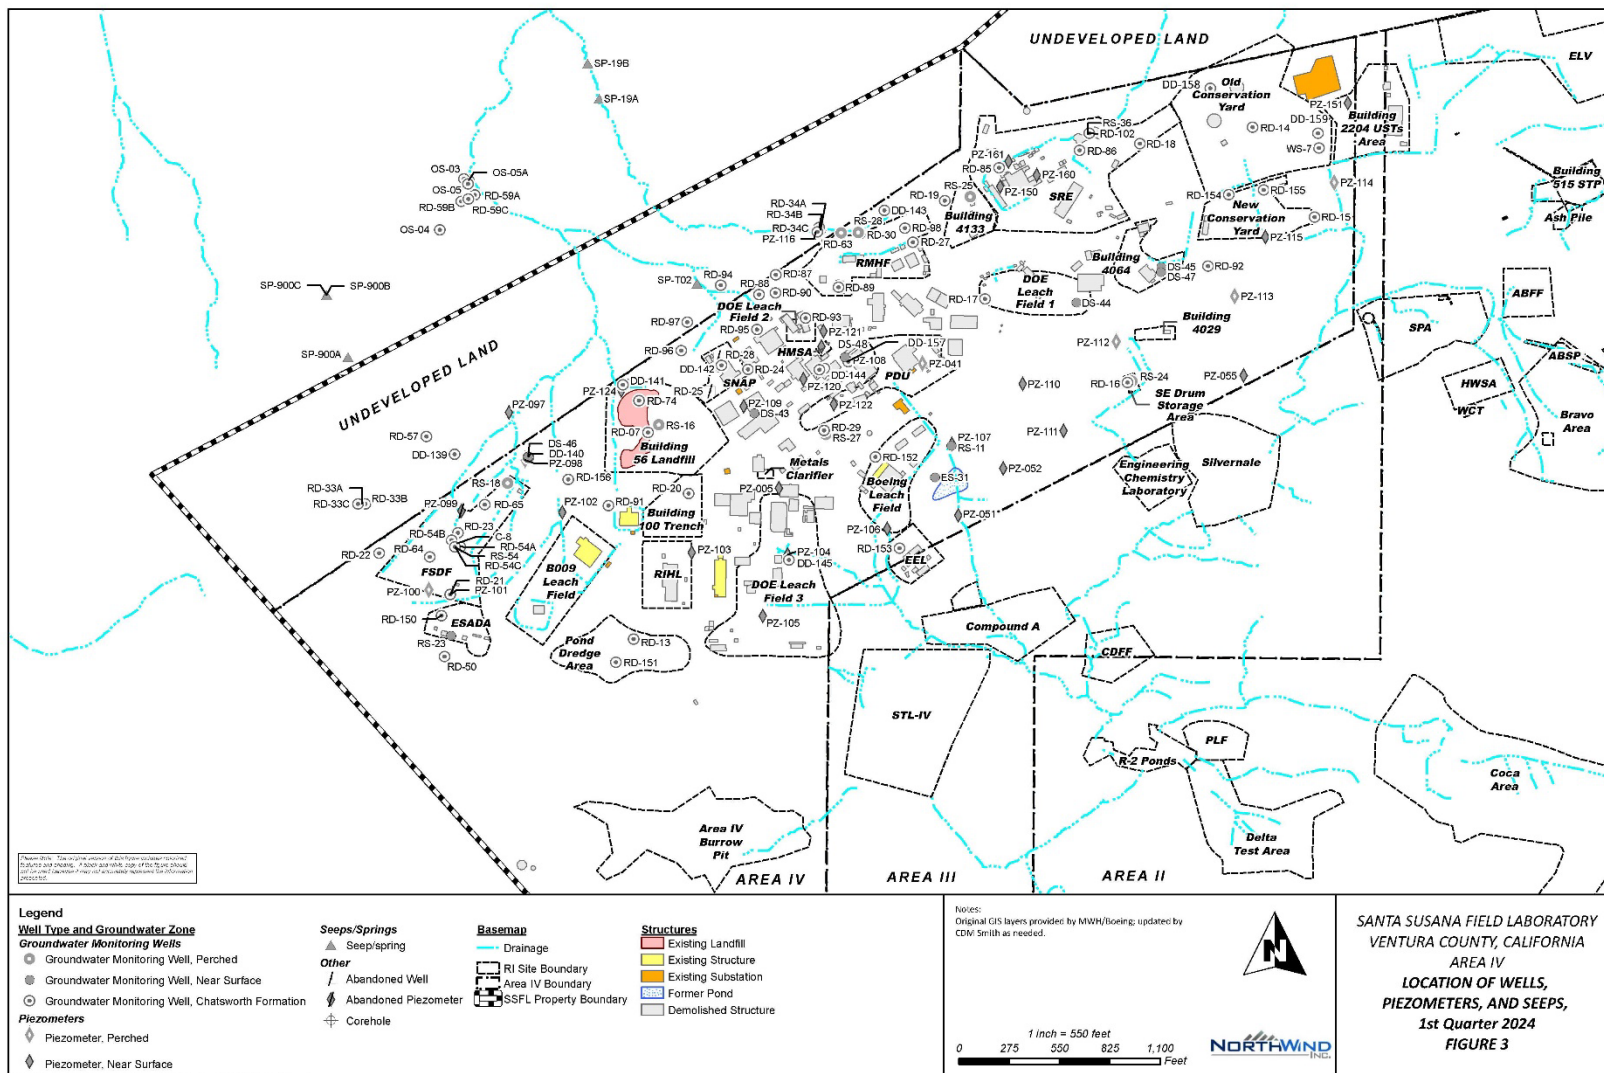 UNDEVELOPED LAND
ELV
SP-19B
SP-19A
DD-158
Old
Conservation
Yard
PZ-151
Building
2204 USTs
Area
DD-159
RD-14
WS-7
RS-36
RD-102
RD-86
RD-18
PZ-161
RD-85
PZ-160
PZ-150
SRE
OS-03
OS-05A
OS-05
RD-59A
RD-59B
RD-59C
OS-04
RS-25
RD-19
Building
4133
RD-154
RD-155
PZ-114
New
Conservation
Yard
RD-15
PZ-115
Building
515 STP
Ash Pile
RD-34A
RD-34B
RD-34C
PZ-116
RS-28
DD-143
RD-63
RD-30
RD-98
RD-27
RMHF
Building
4064
DS-45
DS-47
RD-92
SP-900C
SP-900B
SP-T02
RD-94
RD-87
RD-88
RD-90
RD-89
DOE
Leach
Field 1
RD-17
DS-44
PZ-113
ABFF
SPA
DOE Leach
Field 2
RD-93
RD-97
RD-95
PZ-121
HMSA
DS-48
DD-157
Building
4029
PZ-112
ABSP
SP-900A
RD-96
DD-142
RD-28
RD-24
SNAP
PZ-108
DD-144
PZ-120
PZ-041
PDU
PZ-110
RS-24
RD-16
SE Drum
Storage
Area
PZ-055
HWSA
WCT
Bravo
Area
UNDEVELOPED LAND
PZ-124
DD-141
RD-25
RD-74
PZ-109
DS-43
PZ-122
PZ-097
RD-07
RS-16
Building
56 Landfill
RD-29
RS-27
PZ-107
RS-11
PZ-111
RD-57
DD-139
DS-46
DD-140
PZ-098
RD-152
Boeing
Leach
Field
ES-31
PZ-052
Engineering
Chemistry
Laboratory
Silvernale
Metals
Clarifier
PZ-005
RD-33A
RD-33B
RD-33C
RS-18
RD-156
PZ-099
RD-65
PZ-102
RD-91
RD-20
Building
100 Trench
PZ-051
PZ-106
RD-153
EEL
RD-22
RD-54B
RD-23
C-8
RD-54A
RS-54
RD-54C
RD-64
FSDF
RD-21
PZ-101
PZ-100
B009
Leach
Field
RIHL
PZ-103
PZ-104
DD-145
DOE Leach
Field 3
PZ-105
RD-150
ESADA
RS-23
RD-50
Pond
Dredge
Area
RD-13
RD-151
Compound A
CDFF
STL-IV
PLF
R-2 Ponds
Coca
Area
Delta
Test Area
Area IV
Burrow
Pit
AREA IV
AREA III
AREA II
Legend
Well Type and Groundwater Zone
Groundwater Monitoring Wells
Groundwater Monitoring Well, Perched
Groundwater Monitoring Well, Near Surface
Groundwater Monitoring Well, Chatsworth Formation
Piezometers
Piezometer, Perched
Piezometer, Near Surface
Seeps/Springs
Seep/spring
Other
Abandoned Well
Abandoned Piezometer
Corehole
Basemap
Drainage
RI Site Boundary
Area IV Boundary
SSFL Property Boundary
Structures
Existing Landfill
Existing Structure
Existing Substation
Former Pond
Demolished Structure
Notes:
Original GIS layers provided by MWH/Boeing; updated by
CDM Smith as needed.
N
1 inch = 550 feet
0 275 550 825 1,100
Feet
NORTHWIND
INC.
SANTA SUSANA FIELD LABORATORY
VENTURA COUNTY, CALIFORNIA
AREA IV
LOCATION OF WELLS,
PIEZOMETERS, AND SEEPS,
1st Quarter 2024
FIGURE 3